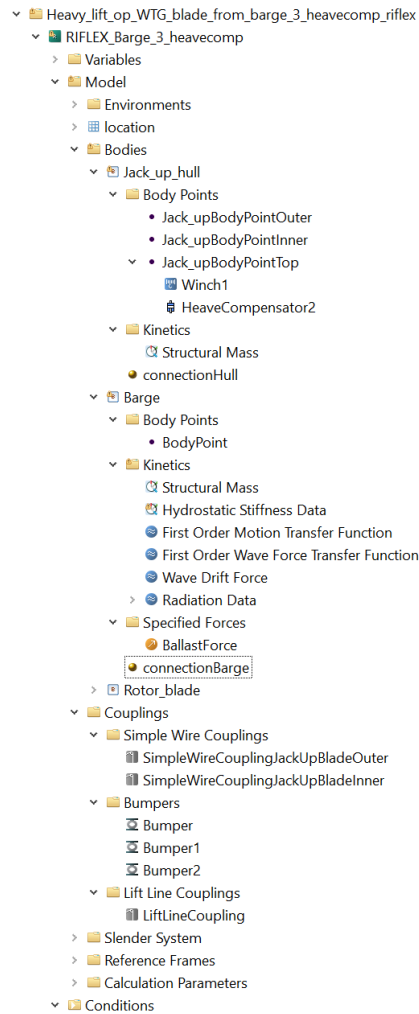 Heavy_lift_op_WTG_blade_from_barge_3_heavecomp_riflex
RIFLEX_Barge_3_heavecomp
Variables
Model
Environments
location
Bodies
Jack_up_hull
Body Points
Jack_upBodyPointOuter
Jack_upBodyPointInner
Jack_upBodyPointTop
Winch1
HeaveCompensator2
Kinetics
Structural Mass
connectionHull
Barge
Body Points
BodyPoint
Kinetics
Structural Mass
Hydrostatic Stiffness Data
First Order Motion Transfer Function
First Order Wave Force Transfer Function
Wave Drift Force
Radiation Data
Specified Forces
BallastForce
connectionBarge
Rotor_blade
Couplings
Simple Wire Couplings
SimpleWireCouplingJackUpBladeOuter
SimpleWireCouplingJackUpBladeInner
Bumpers
Bumper
Bumper1
Bumper2
Lift Line Couplings
LiftLineCoupling
Slender System
Reference Frames
Calculation Parameters
Conditions